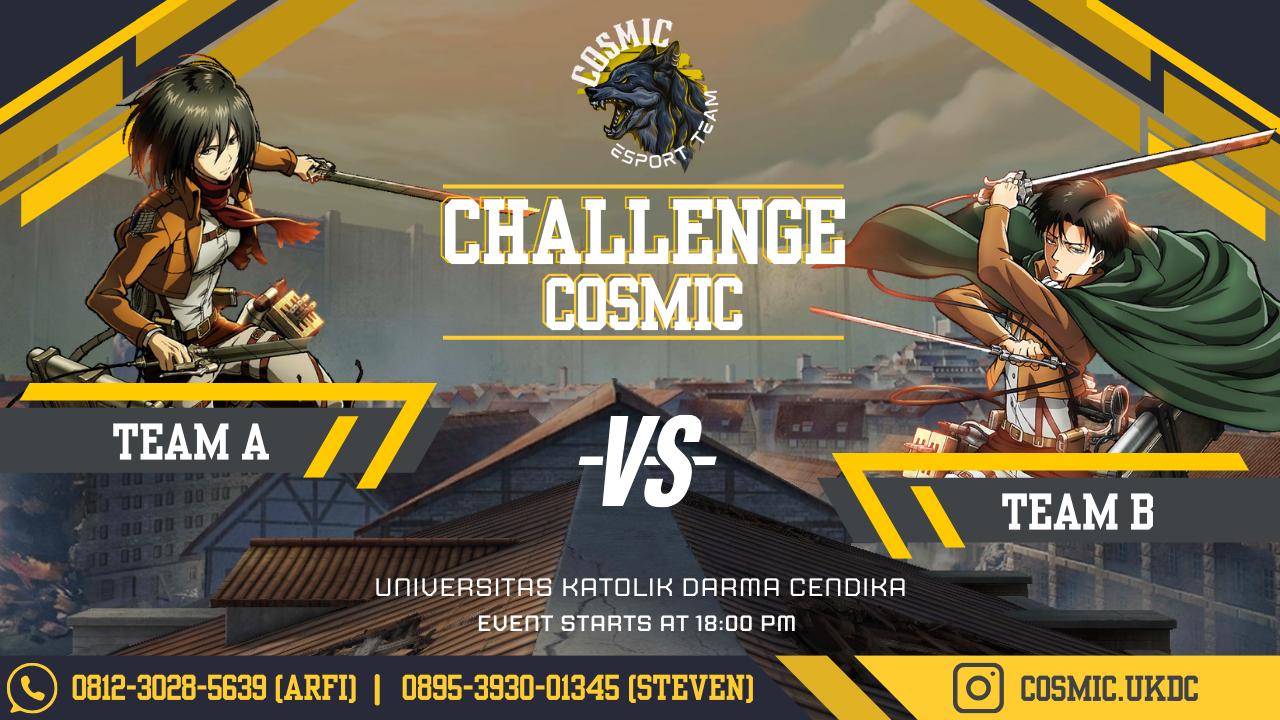 COSMIC
ESPORT TEAM
CHALLENGE
COSMIC
TEAM A
-VS-
TEAM B
UNIVERSITAS KATOLIK DARMA CENDIKA
EVENT STARTS AT 18:00 PM
0812-3028-5639 (ARFI) | 0895-3930-01345 (STEVEN)
COSMIC.UKDC